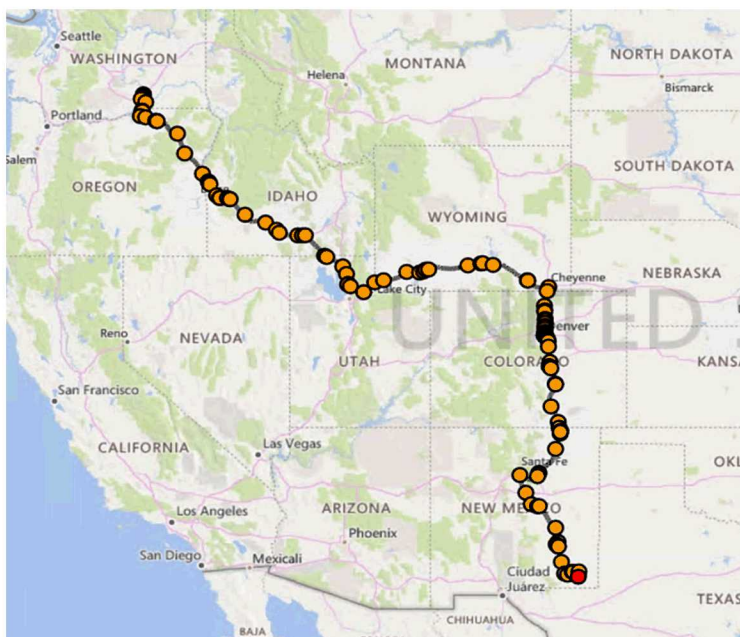 Seattle
WASHINGTON
MONTANA
NORTH DAKOTA
Helena
Bismarck
Portland
Salem
SOUTH DAKOTA
OREGON
IDAHO
WYOMING
Cheyenne
NEBRASKA
Lake City
UNITED S
Denver
Reno
NEVADA
UTAH
COLORADO
KANS
San Francisco
CALIFORNIA
Las Vegas
Santa Fe
OKL
ARIZONA
NEW MEXICO
Los Angeles
Phoenix
San Diego
Mexicali
Ciudad
Juárez
TEXAS
CHIHUAHUA
BAJA